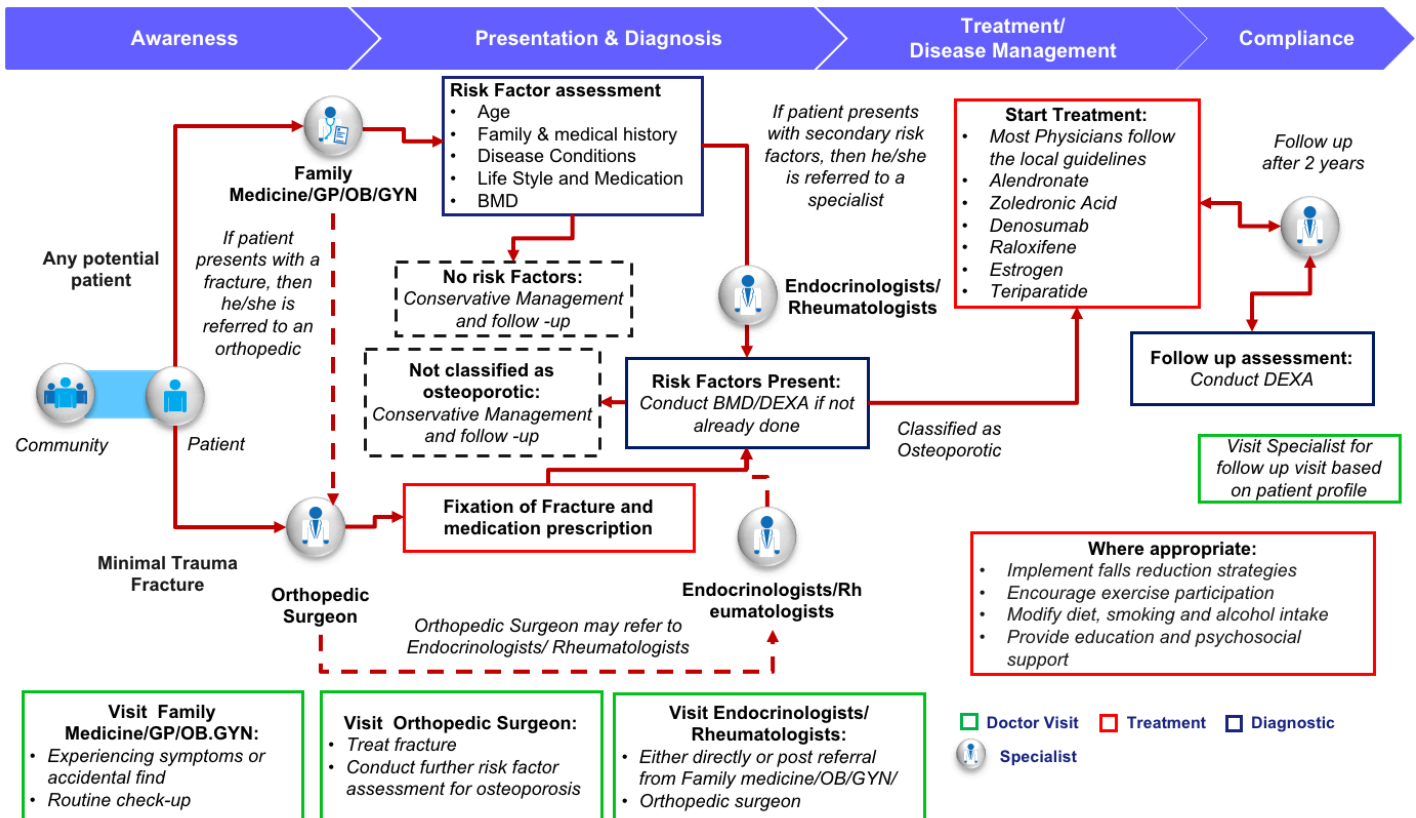 Awareness
Presentation & Diagnosis
Treatment/
Disease Management
Compliance
Risk Factor assessment
• Age
• Family & medical history
• Disease Conditions
• Life Style and Medication
• BMD
Family
Medicine/GP/OB/GYN
If patient
presents with a
fracture, then
he/she is
referred to an
orthopedic
Any potential
patient
Community
Patient
Minimal Trauma
Fracture
No risk Factors:
Conservative Management
and follow -up
Not classified as
osteoporotic:
Conservative Management
and follow -up
If patient presents
with secondary risk
factors, then he/she
is referred to a
specialist
Endocrinologists/
Rheumatologists
Risk Factors Present:
Conduct BMD/DEXA if not
already done
Classified as
Osteoporotic
Fixation of Fracture and
medication prescription
Orthopedic
Surgeon
Endocrinologists/Rh
eumatologists
Orthopedic Surgeon may refer to
Endocrinologists/ Rheumatologists
Start Treatment:
• Most Physicians follow
the local guidelines
• Alendronate
• Zoledronic Acid
• Denosumab
• Raloxifene
• Estrogen
• Teriparatide
Follow up
after 2 years
Follow up assessment:
Conduct DEXA
Visit Specialist for
follow up visit based
on patient profile
Where appropriate:
• Implement falls reduction strategies
• Encourage exercise participation
• Modify diet, smoking and alcohol intake
• Provide education and psychosocial
support
Visit Family
Medicine/GP/OB.GYN:
• Experiencing symptoms or
accidental find
• Routine check-up
Visit Orthopedic Surgeon:
• Treat fracture
• Conduct further risk factor
assessment for osteoporosis
Visit Endocrinologists/
Rheumatologists:
• Either directly or post referral
from Family medicine/OB/GYN/
• Orthopedic surgeon
Doctor Visit
Treatment
Diagnostic
Specialist